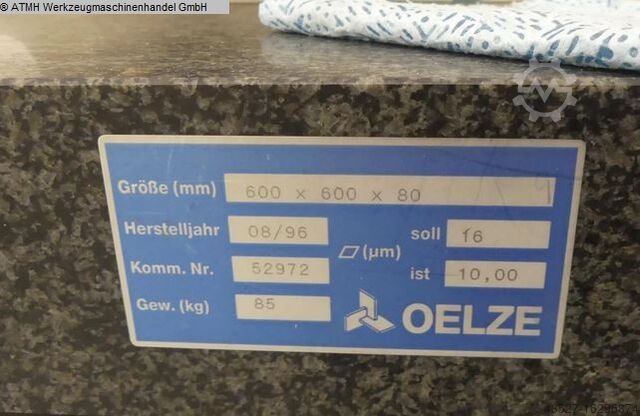 © ATMH Werkzeugmaschinenhandel GmbH
Größe (mm) 600 x 600 x 80
Herstelljahr 08/96 soll 16
▱ (µm)
Komm. Nr. 52972 ist 10,00
Gew. (kg) 85 OELZE